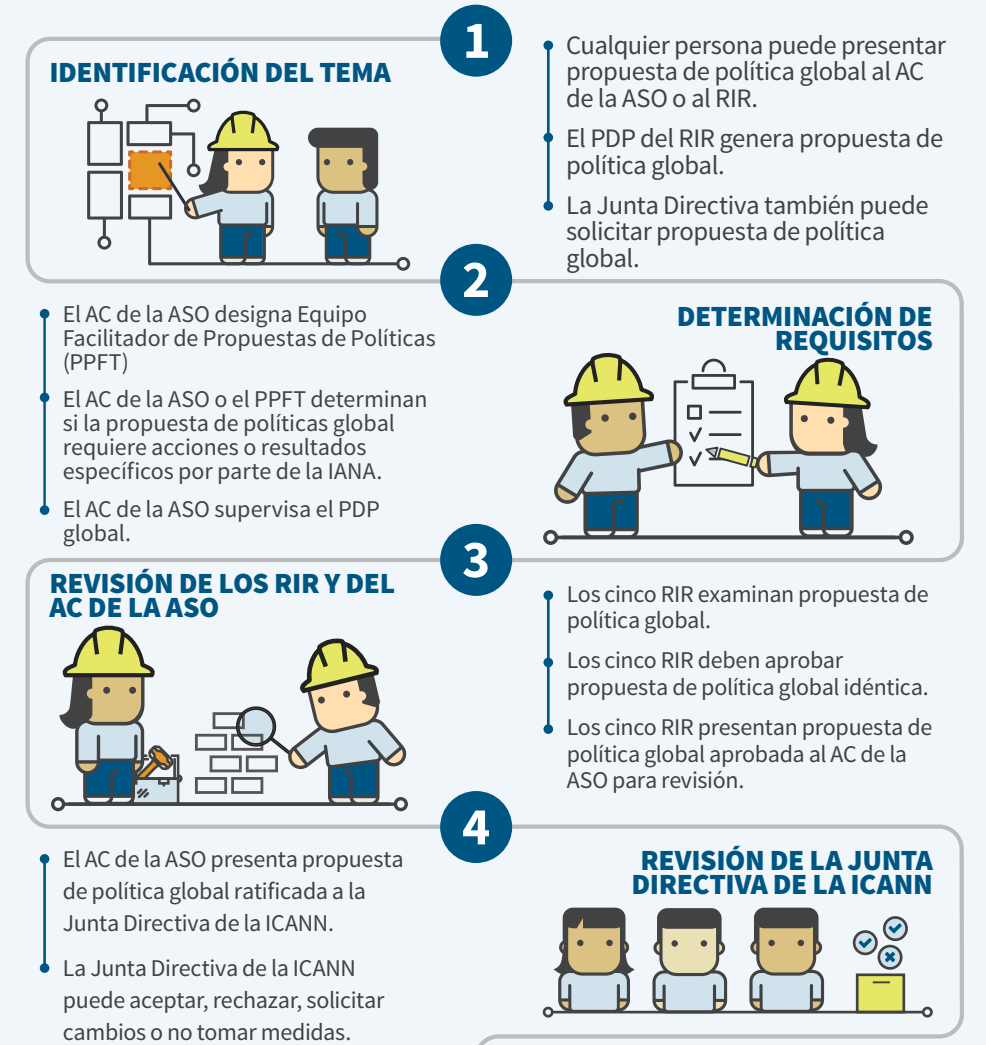 1
IDENTIFICACIÓN DEL TEMA
Cualquier persona puede presentar
propuesta de política global al AC
de la ASO o al RIR.
El PDP del RIR genera propuesta de
política global.
La Junta Directiva también puede
solicitar propuesta de política
global.
2
DETERMINACIÓN DE
REQUISITOS
El AC de la ASO designa Equipo
Facilitador de Propuestas de Políticas
(PPFT)
El AC de la ASO o el PPFT determinan
si la propuesta de políticas global
requiere acciones o resultados
específicos por parte de la IANA.
El AC de la ASO supervisa el PDP
global.
3
REVISIÓN DE LOS RIR Y DEL
AC DE LA ASO
Los cinco RIR examinan propuesta de
política global.
Los cinco RIR deben aprobar
propuesta de política global idéntica.
Los cinco RIR presentan propuesta de
política global aprobada al AC de la
ASO para revisión.
4
REVISIÓN DE LA JUNTA
DIRECTIVA DE LA ICANN
El AC de la ASO presenta propuesta
de política global ratificada a la
Junta Directiva de la ICANN.
La Junta Directiva de la ICANN
puede aceptar, rechazar, solicitar
cambios o no tomar medidas.